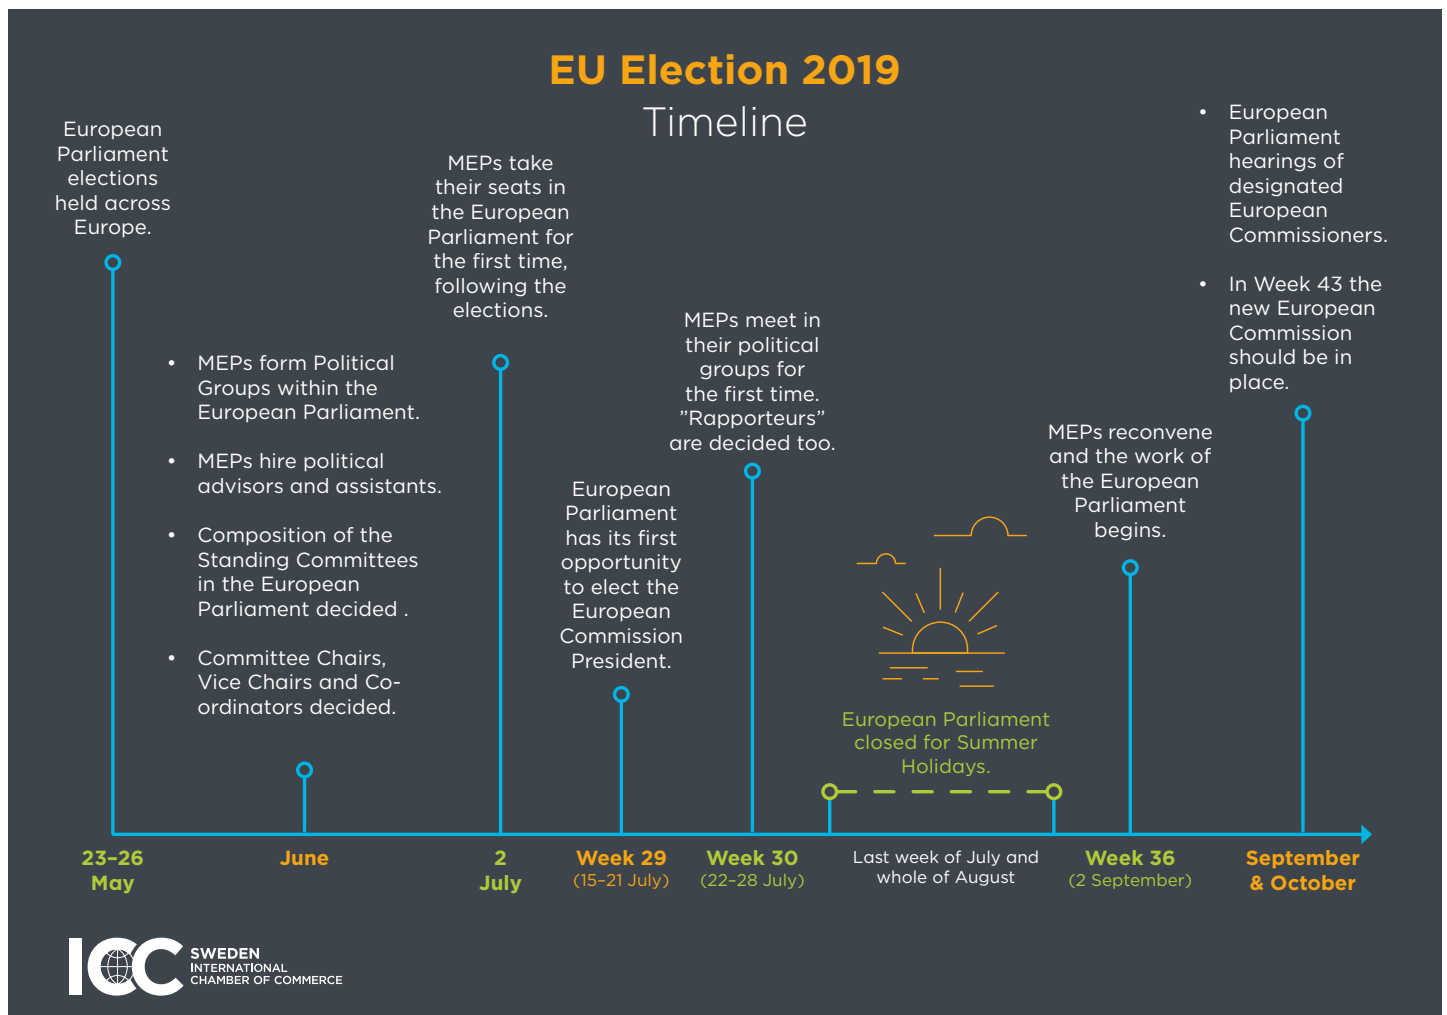 EU Election 2019
Timeline
European
Parliament
elections
held across
Europe.
• MEPs form Political
Groups within the
European Parliament.
• MEPs hire political
advisors and assistants.
• Composition of the
Standing Committees
in the European
Parliament decided .
• Committee Chairs,
Vice Chairs and Co-
ordinators decided.
MEPs take
their seats in
the European
Parliament for
the first time,
following the
elections.
European
Parliament
has its first
opportunity
to elect the
European
Commission
President.
MEPs meet in
their political
groups for
the first time.
”Rapporteurs”
are decided too.
European Parliament
closed for Summer
Holidays.
MEPs reconvene
and the work of
the European
Parliament
begins.
• European
Parliament
hearings of
designated
European
Commissioners.
• In Week 43 the
new European
Commission
should be in
place.
23–26
May
June
2
July
Week 29
(15–21 July)
Week 30
(22–28 July)
Last week of July and
whole of August
Week 36
(2 September)
September
& October
ICC
SWEDEN
INTERNATIONAL
CHAMBER OF COMMERCE